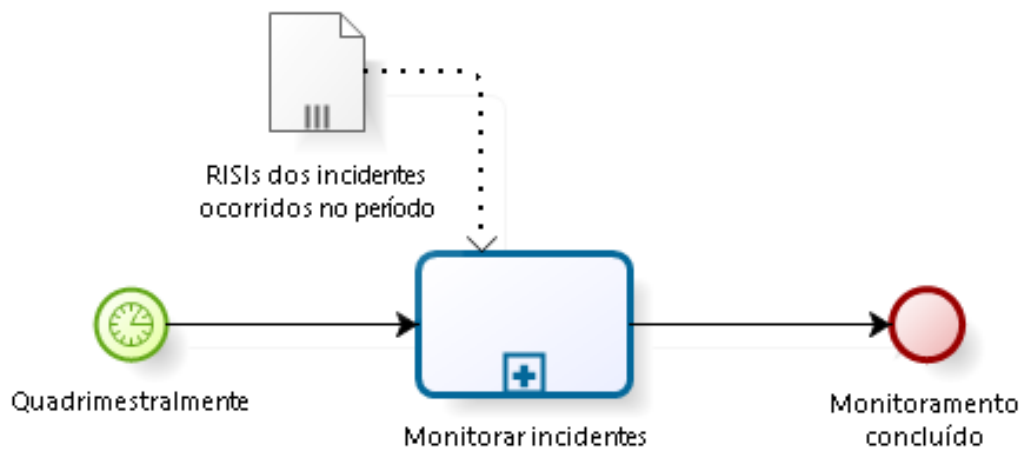 RISIs dos incidentes
ocorridos no período
Quadrimestralmente
Monitorar incidentes
Monitoramento
concluído